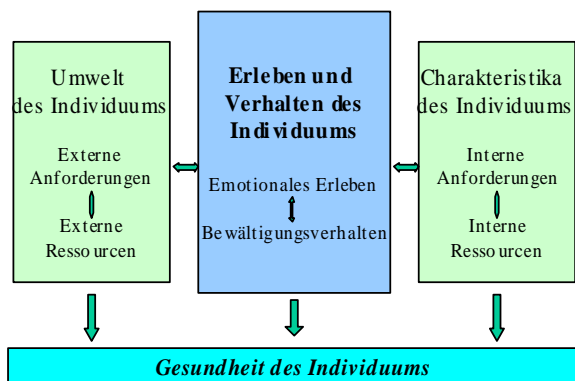 Umwelt
des Individuums
Externe
Anforderungen
Externe
Ressourcen
Erleben und
Verhalten des
Individuums
Emotionales Erleben
Bewältigungsverhalten
Charakteristika
des Individuums
Interne
Anforderungen
Interne
Ressourcen
Gesundheit des Individuums